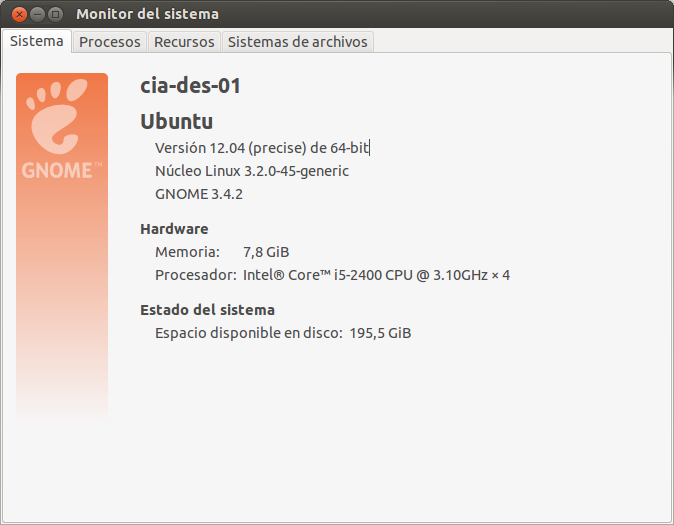 Monitor del sistema
Sistema Procesos Recursos Sistemas de archivos
GNOME™
cia-des-01
Ubuntu
Versión 12.04 (precise) de 64-bit
Núcleo Linux 3.2.0-45-generic
GNOME 3.4.2
Hardware
Memoria: 7,8 GiB
Procesador: Intel® Core™ i5-2400 CPU @ 3.10GHz × 4
Estado del sistema
Espacio disponible en disco: 195,5 GiB